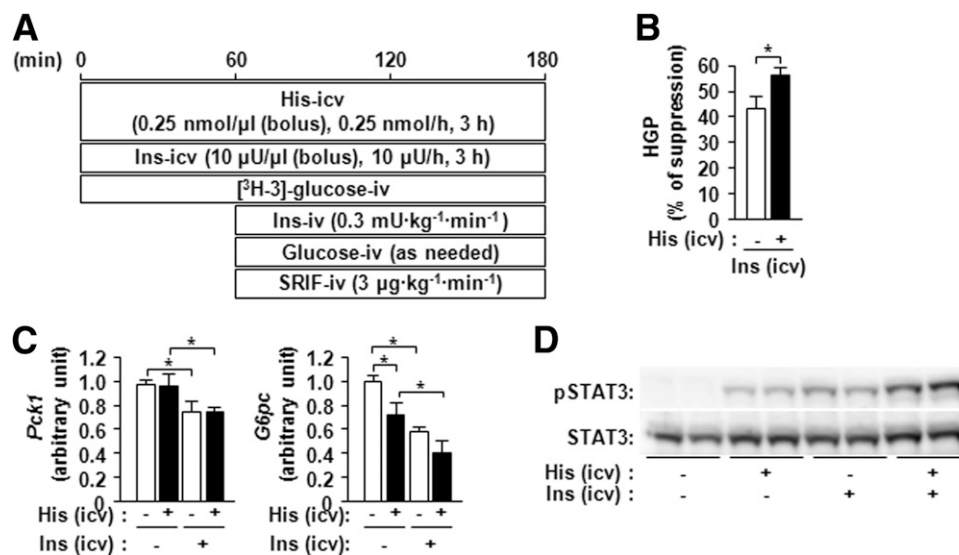 A
(min) 0 60 120 180
His-icv
(0.25 nmol/µl (bolus), 0.25 nmol/h, 3 h)
Ins-icv (10 µU/µl (bolus), 10 µU/h, 3 h)
[³H-3]-glucose-iv
Ins-iv (0.3 mU·kg⁻¹·min⁻¹)
Glucose-iv (as needed)
SRIF-iv (3 µg·kg⁻¹·min⁻¹)
B
*
HGP
(% of suppression)
60
50
40
30
20
10
0
His (icv) : - +
Ins (icv)
C
Pck1
(arbitrary unit)
1.2
1.0
0.8
0.6
0.4
0.2
0
* *
His (icv) : - + - +
Ins (icv) : - +
G6pc
(arbitrary unit)
1.2
1.0
0.8
0.6
0.4
0.2
0
* * * *
His (icv): - + - +
Ins (icv) : - +
D
pSTAT3:
STAT3:
His (icv) : - + - +
Ins (icv) : - - + +